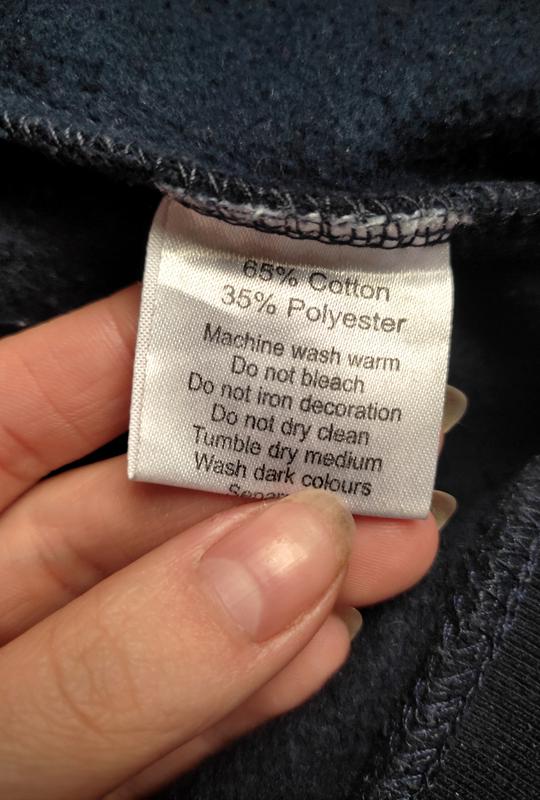 65% Cotton
35% Polyester
Machine wash warm
Do not bleach
Do not iron decoration
Do not dry clean
Tumble dry medium
Wash dark colours